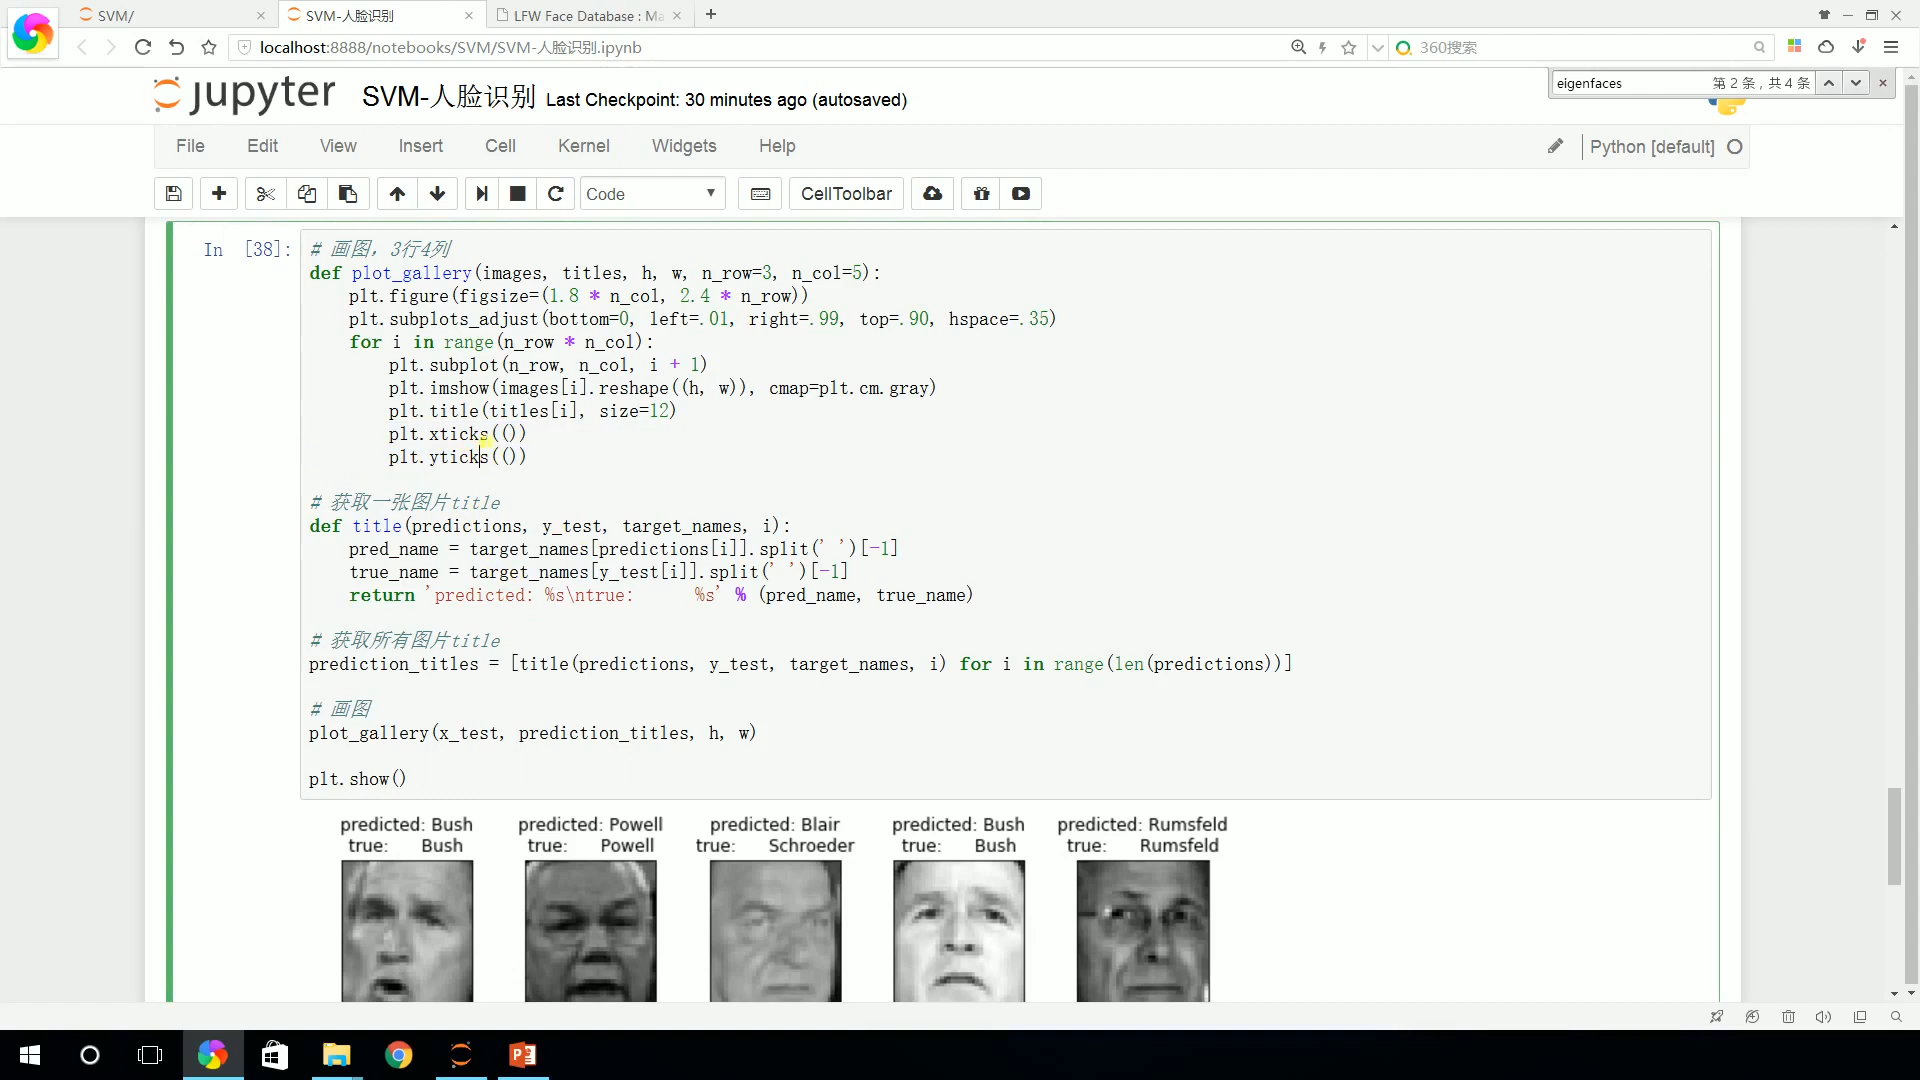 SVM/
SVM-人脸识别
LFW Face Database : Ma
localhost:8888/notebooks/SVM/SVM-人脸识别.ipynb
360搜索
eigenfaces
第 2 条 , 共 4 条
jupyter
SVM-人脸识别
Last Checkpoint: 30 minutes ago (autosaved)
File
Edit
View
Insert
Cell
Kernel
Widgets
Help
Python [default]
Code
CellToolbar
In [38]:
# 画图，3行4列
def plot_gallery(images, titles, h, w, n_row=3, n_col=5):
    plt.figure(figsize=(1.8 * n_col, 2.4 * n_row))
    plt.subplots_adjust(bottom=0, left=.01, right=.99, top=.90, hspace=.35)
    for i in range(n_row * n_col):
        plt.subplot(n_row, n_col, i + 1)
        plt.imshow(images[i].reshape((h, w)), cmap=plt.cm.gray)
        plt.title(titles[i], size=12)
        plt.xticks(())
        plt.yticks(())
# 获取一张图片title
def title(predictions, y_test, target_names, i):
    pred_name = target_names[predictions[i]].split(' ')[-1]
    true_name = target_names[y_test[i]].split(' ')[-1]
    return 'predicted: %s\ntrue:      %s' % (pred_name, true_name)
# 获取所有图片title
prediction_titles = [title(predictions, y_test, target_names, i) for i in range(len(predictions))]
# 画图
plot_gallery(x_test, prediction_titles, h, w)
plt.show()
predicted: Bush
true:      Bush
predicted: Powell
true:      Powell
predicted: Blair
true:      Schroeder
predicted: Bush
true:      Bush
predicted: Rumsfeld
true:      Rumsfeld